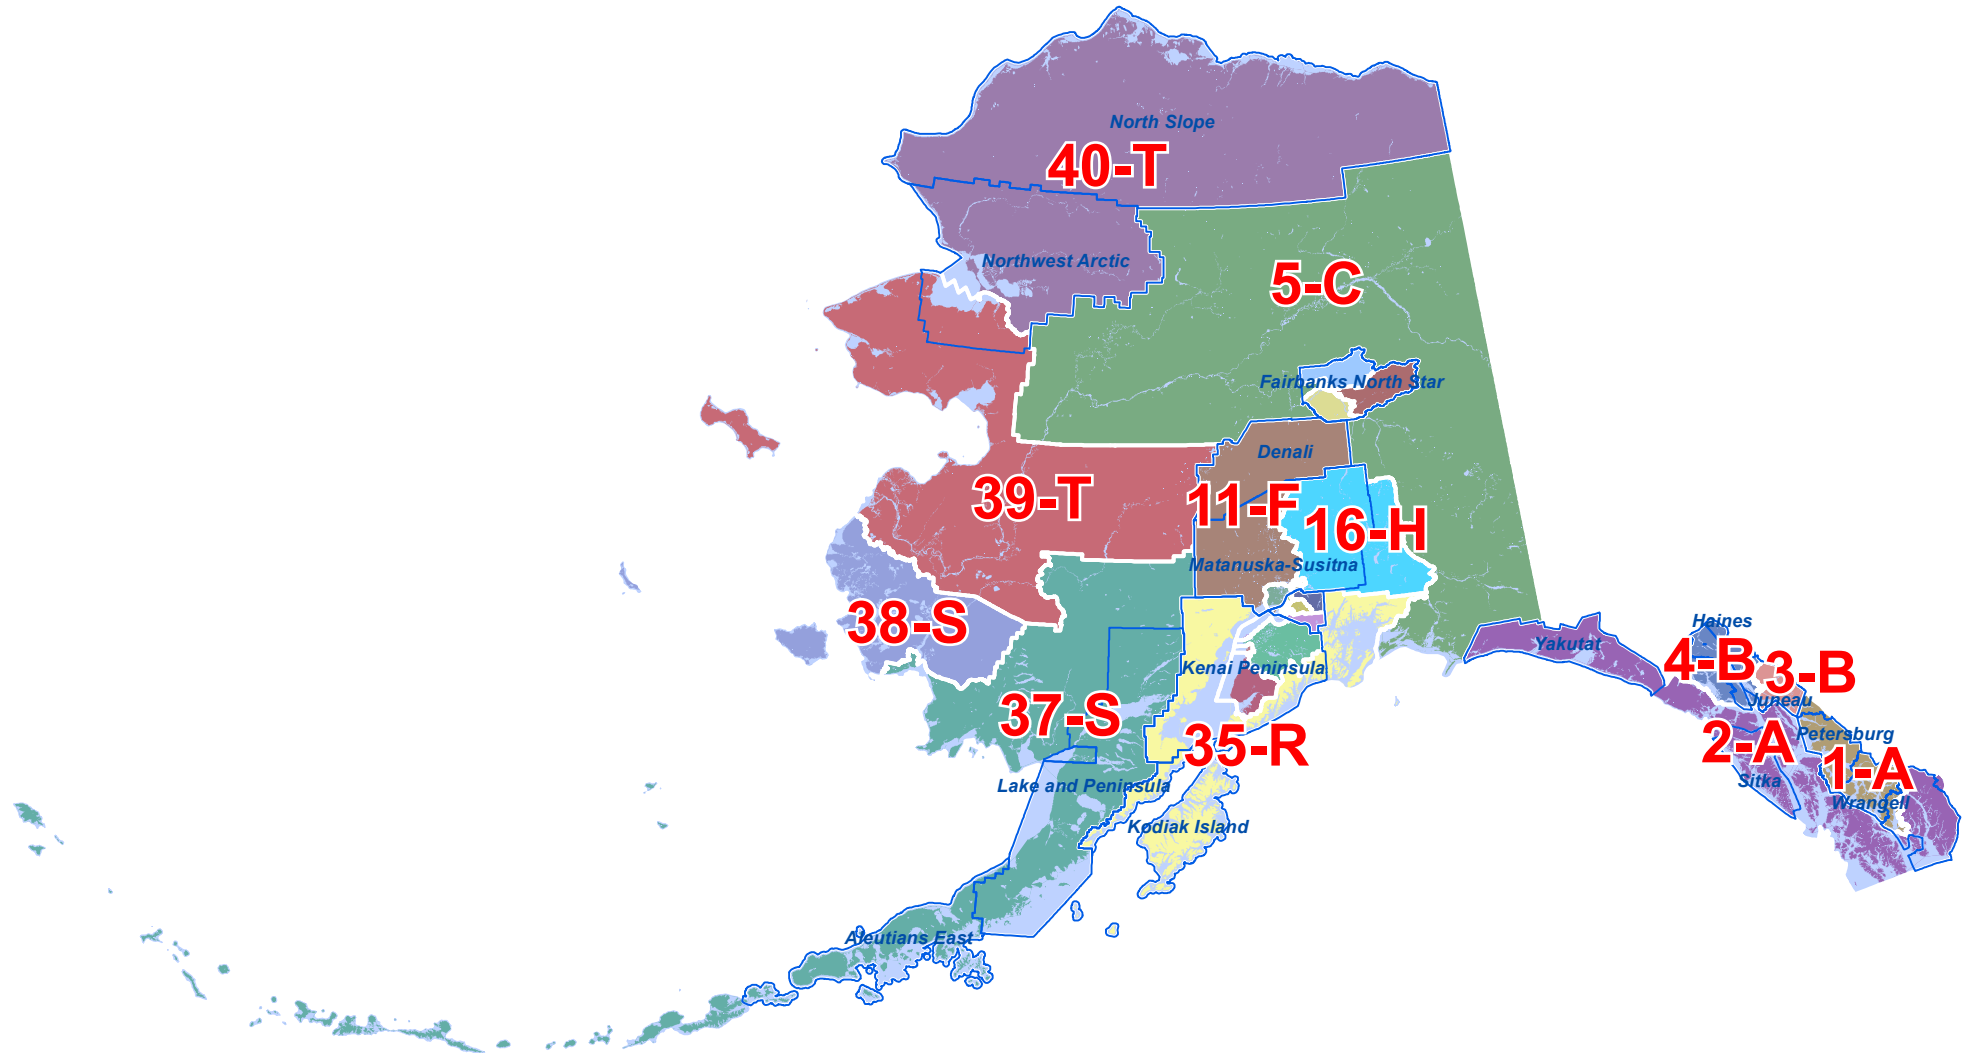 North Slope
40-T
Northwest Arctic
5-C
Fairbanks North Star
Denali
39-T
11-F
16-H
Matanuska-Susitna
38-S
Haines
Yakutat
4-B
3-B
Kenai Peninsula
Juneau
37-S
35-R
2-A
Petersburg
1-A
Sitka
Lake and Peninsula
Wrangell
Kodiak Island
Aleutians East